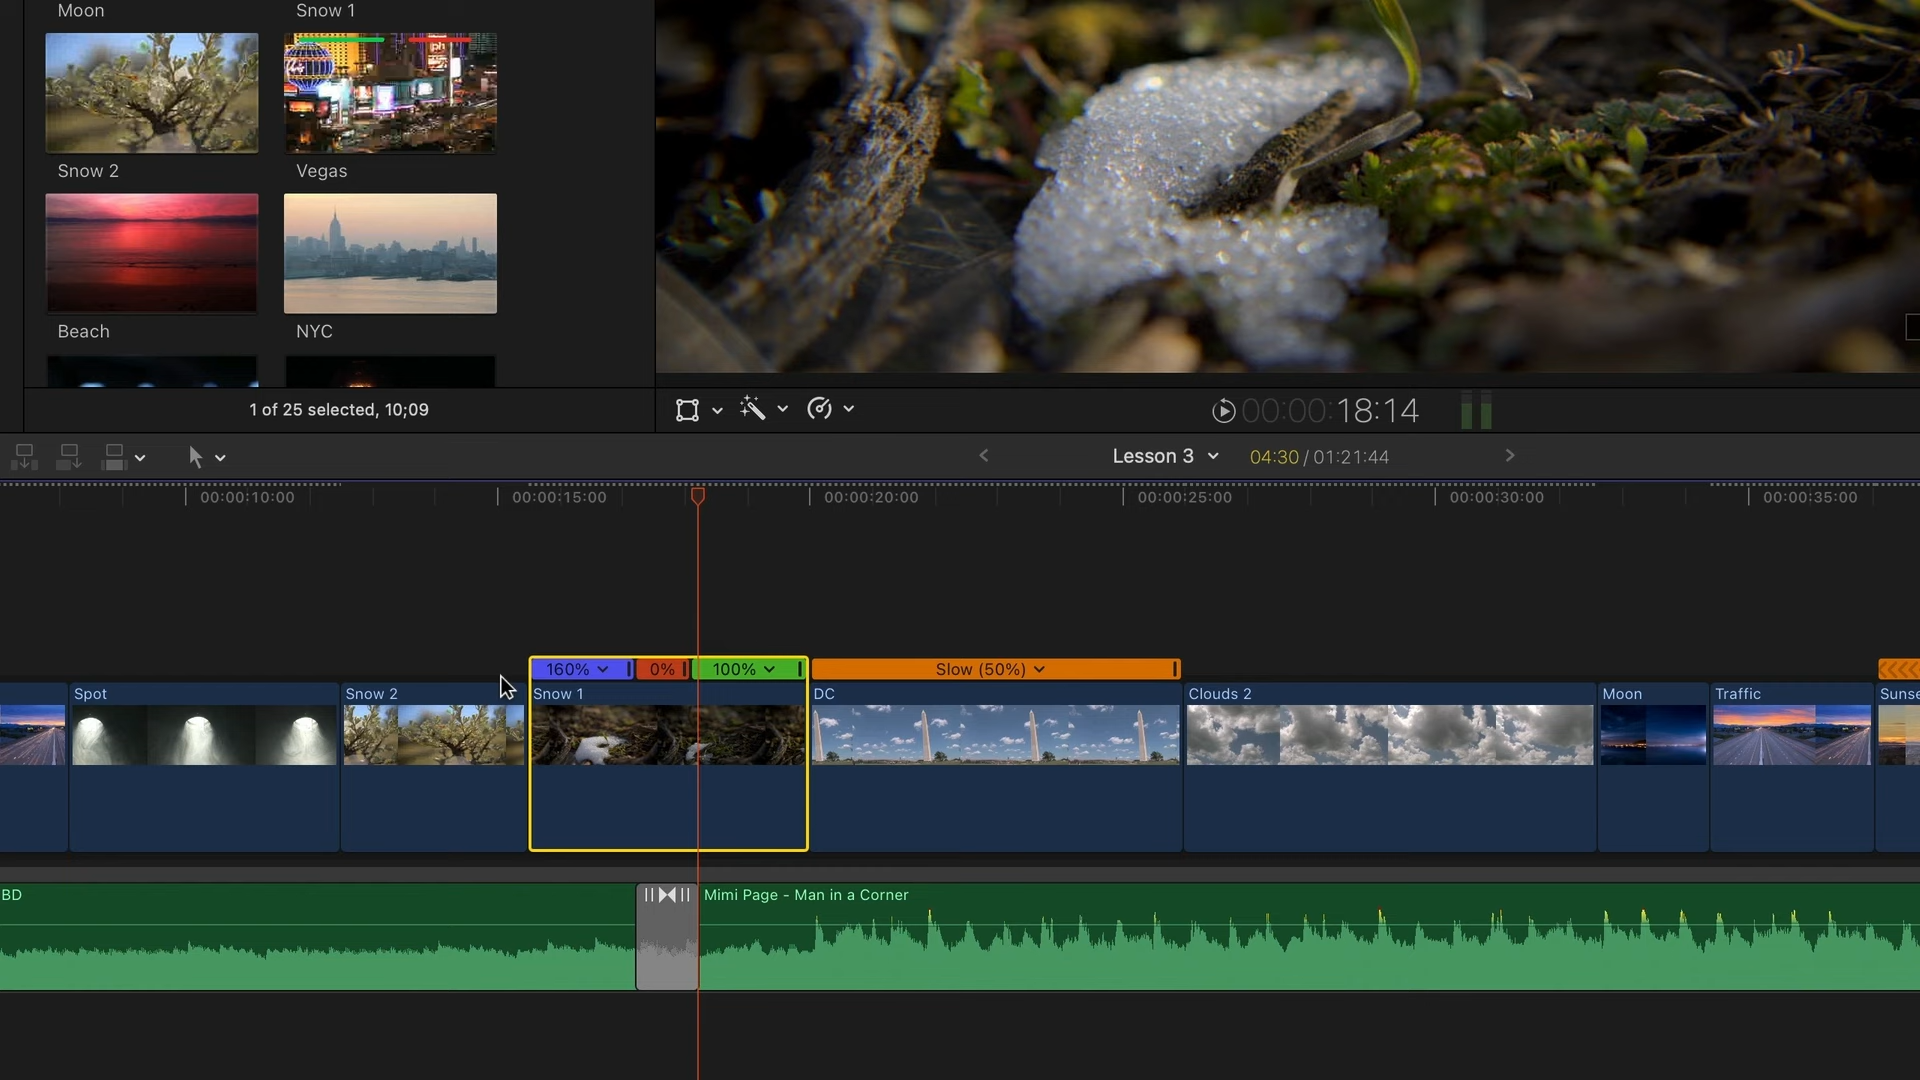 Moon
Snow 1
Snow 2
Vegas
Beach
NYC
1 of 25 selected, 10;09
00:00:18:14
Lesson 3
04:30 / 01:21:44
00:00:10:00
00:00:15:00
00:00:20:00
00:00:25:00
00:00:30:00
00:00:35:00
160%
0%
100%
Slow (50%)
Spot
Snow 2
Snow 1
DC
Clouds 2
Moon
Traffic
Sunse
BD
Mimi Page - Man in a Corner